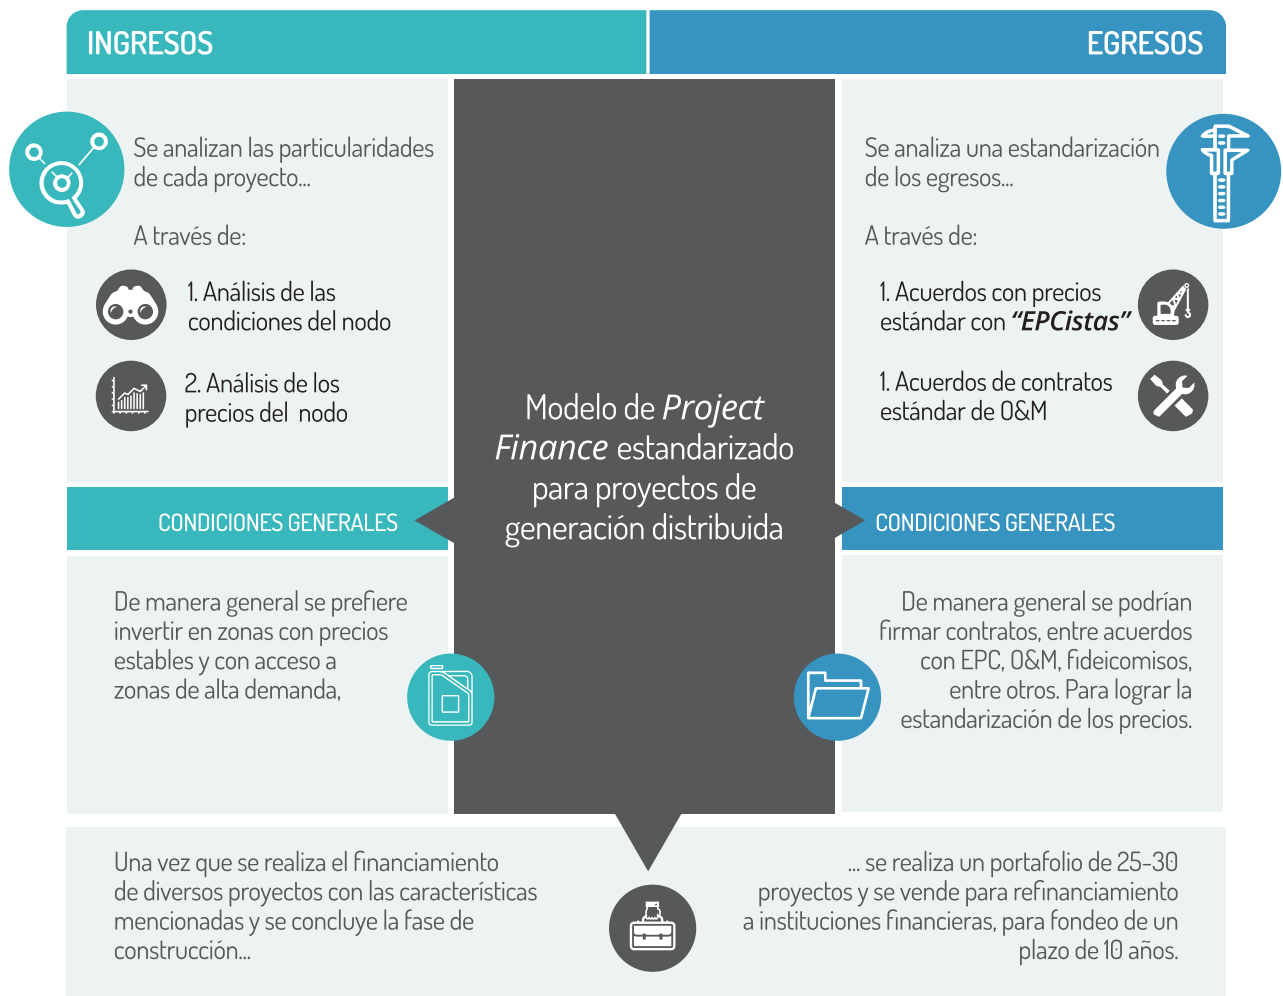 INGRESOS
EGRESOS
Se analizan las particularidades
de cada proyecto...
A través de:
1. Análisis de las
condiciones del nodo
2. Análisis de los
precios del nodo
CONDICIONES GENERALES
De manera general se prefiere
invertir en zonas con precios
estables y con acceso a
zonas de alta demanda,
Modelo de Project
Finance estandarizado
para proyectos de
generación distribuida
Se analiza una estandarización
de los egresos...
A través de:
1. Acuerdos con precios
estándar con “EPCistas”
1. Acuerdos de contratos
estándar de O&M
CONDICIONES GENERALES
De manera general se podrían
firmar contratos, entre acuerdos
con EPC, O&M, fideicomisos,
entre otros. Para lograr la
estandarización de los precios.
Una vez que se realiza el financiamiento
de diversos proyectos con las características
mencionadas y se concluye la fase de
construcción...
... se realiza un portafolio de 25-30
proyectos y se vende para refinanciamiento
a instituciones financieras, para fondeo de un
plazo de 10 años.